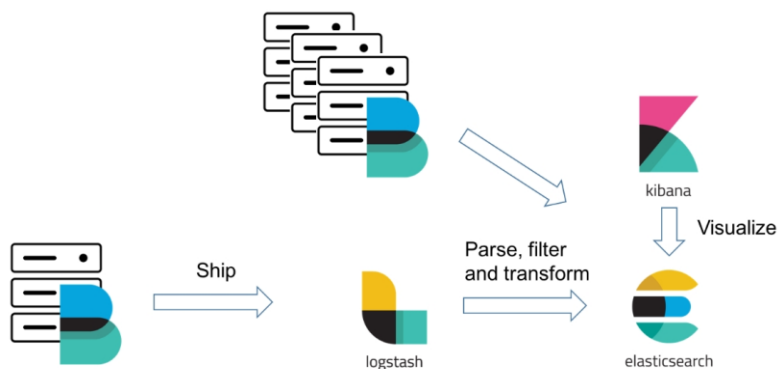 kibana
Visualize
Ship
Parse, filter
and transform
logstash
elasticsearch